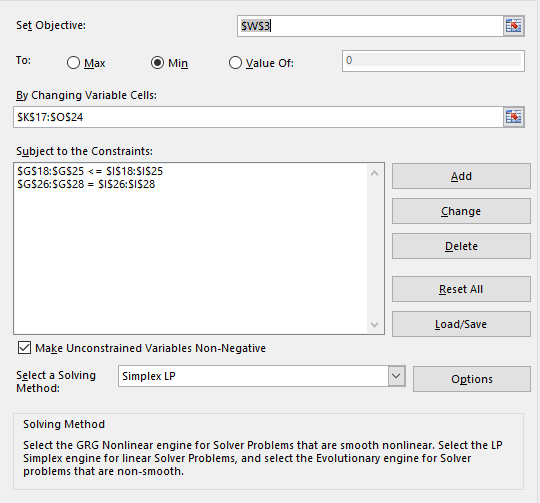 Set Objective: $W$3
To: Max Min Value Of: 0
By Changing Variable Cells:
$K$17:$O$24
Subject to the Constraints:
$G$18:$G$25 <= $I$18:$I$25
$G$26:$G$28 = $I$26:$I$28
Add
Change
Delete
Reset All
Load/Save
Make Unconstrained Variables Non-Negative
Select a Solving
Method:
Simplex LP
Options
Solving Method
Select the GRG Nonlinear engine for Solver Problems that are smooth nonlinear. Select the LP
Simplex engine for linear Solver Problems, and select the Evolutionary engine for Solver
problems that are non-smooth.